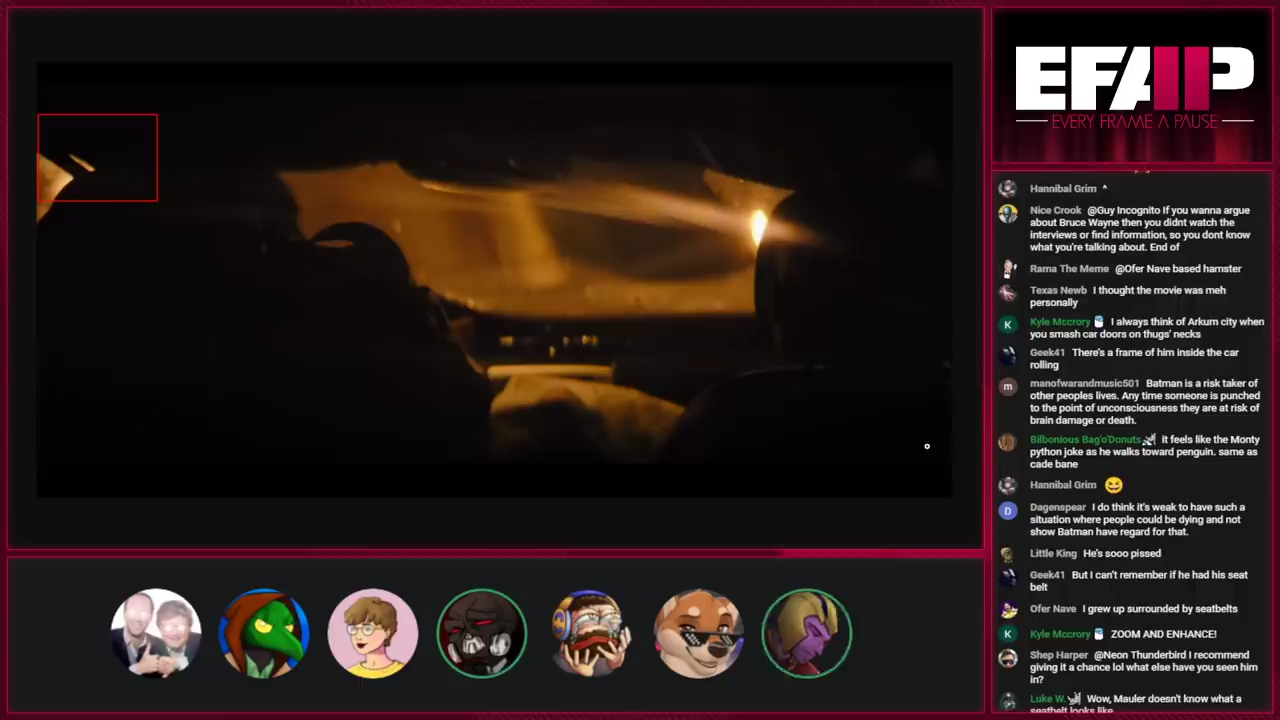 EFAP
EVERY FRAME A PAUSE
Hannibal Grim ^
Nice Crook @Guy Incognito If you wanna argue
about Bruce Wayne then you didnt watch the
interviews or find information, so you dont know
what you're talking about. End of
Rama The Meme @Ofer Nave based hamster
Texas Newb I thought the movie was meh
personally
K Kyle Mccrory I always think of Arkum city when
you smash car doors on thugs' necks
Geek41 There's a frame of him inside the car
rolling
m manofwarandmusic501 Batman is a risk taker of
other peoples lives. Any time someone is punched
to the point of unconsciousness they are at risk of
brain damage or death.
Bilbonious Bag'o'Donuts it feels like the Monty
python joke as he walks toward penguin. same as
cade bane
Hannibal Grim 😆
D Dagenspear I do think it's weak to have such a
situation where people could be dying and not
show Batman have regard for that.
Little King He's sooo pissed
Geek41 But I can't remember if he had his seat
belt
Ofer Nave I grew up surrounded by seatbelts
K Kyle Mccrory ZOOM AND ENHANCE!
Shep Harper @Neon Thunderbird I recommend
giving it a chance lol what else have you seen him
in?
Luke W. Wow, Mauler doesn't know what a
seatbelt looks like